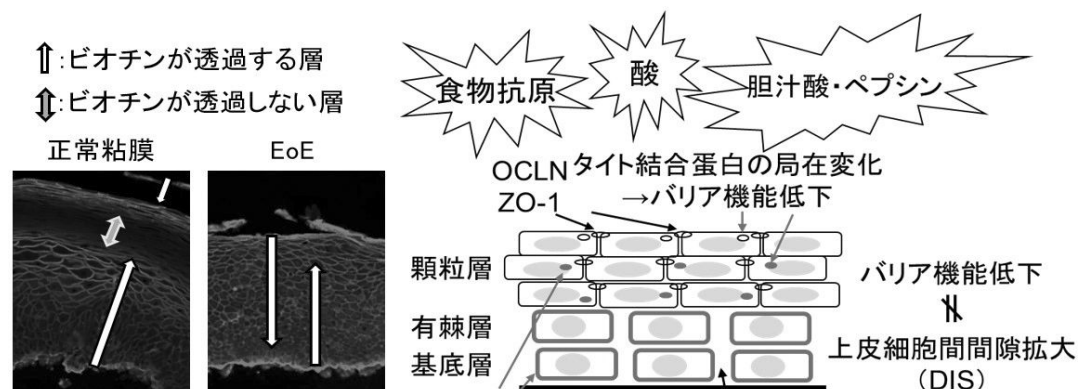 ⇧:ビオチンが透過する層
⇕:ビオチンが透過しない層
正常粘膜
EoE
食物抗原
酸
胆汁酸・ペプシン
OCLN
ZO-1
タイト結合蛋白の局在変化
→バリア機能低下
顆粒層
有棘層
基底層
バリア機能低下
上皮細胞間間隙拡大
(DIS)